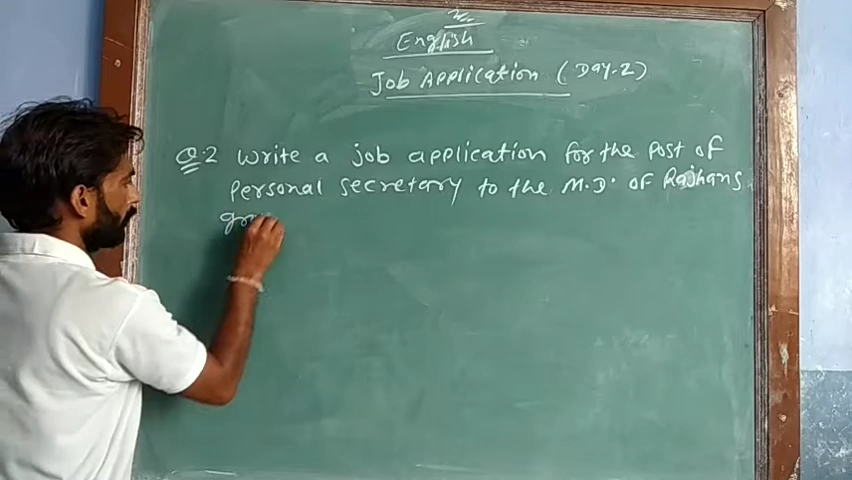 English
Job Application (Day-2)
Q.2 Write a job application for the post of
Personal secretary to the M.D. of Rajhans